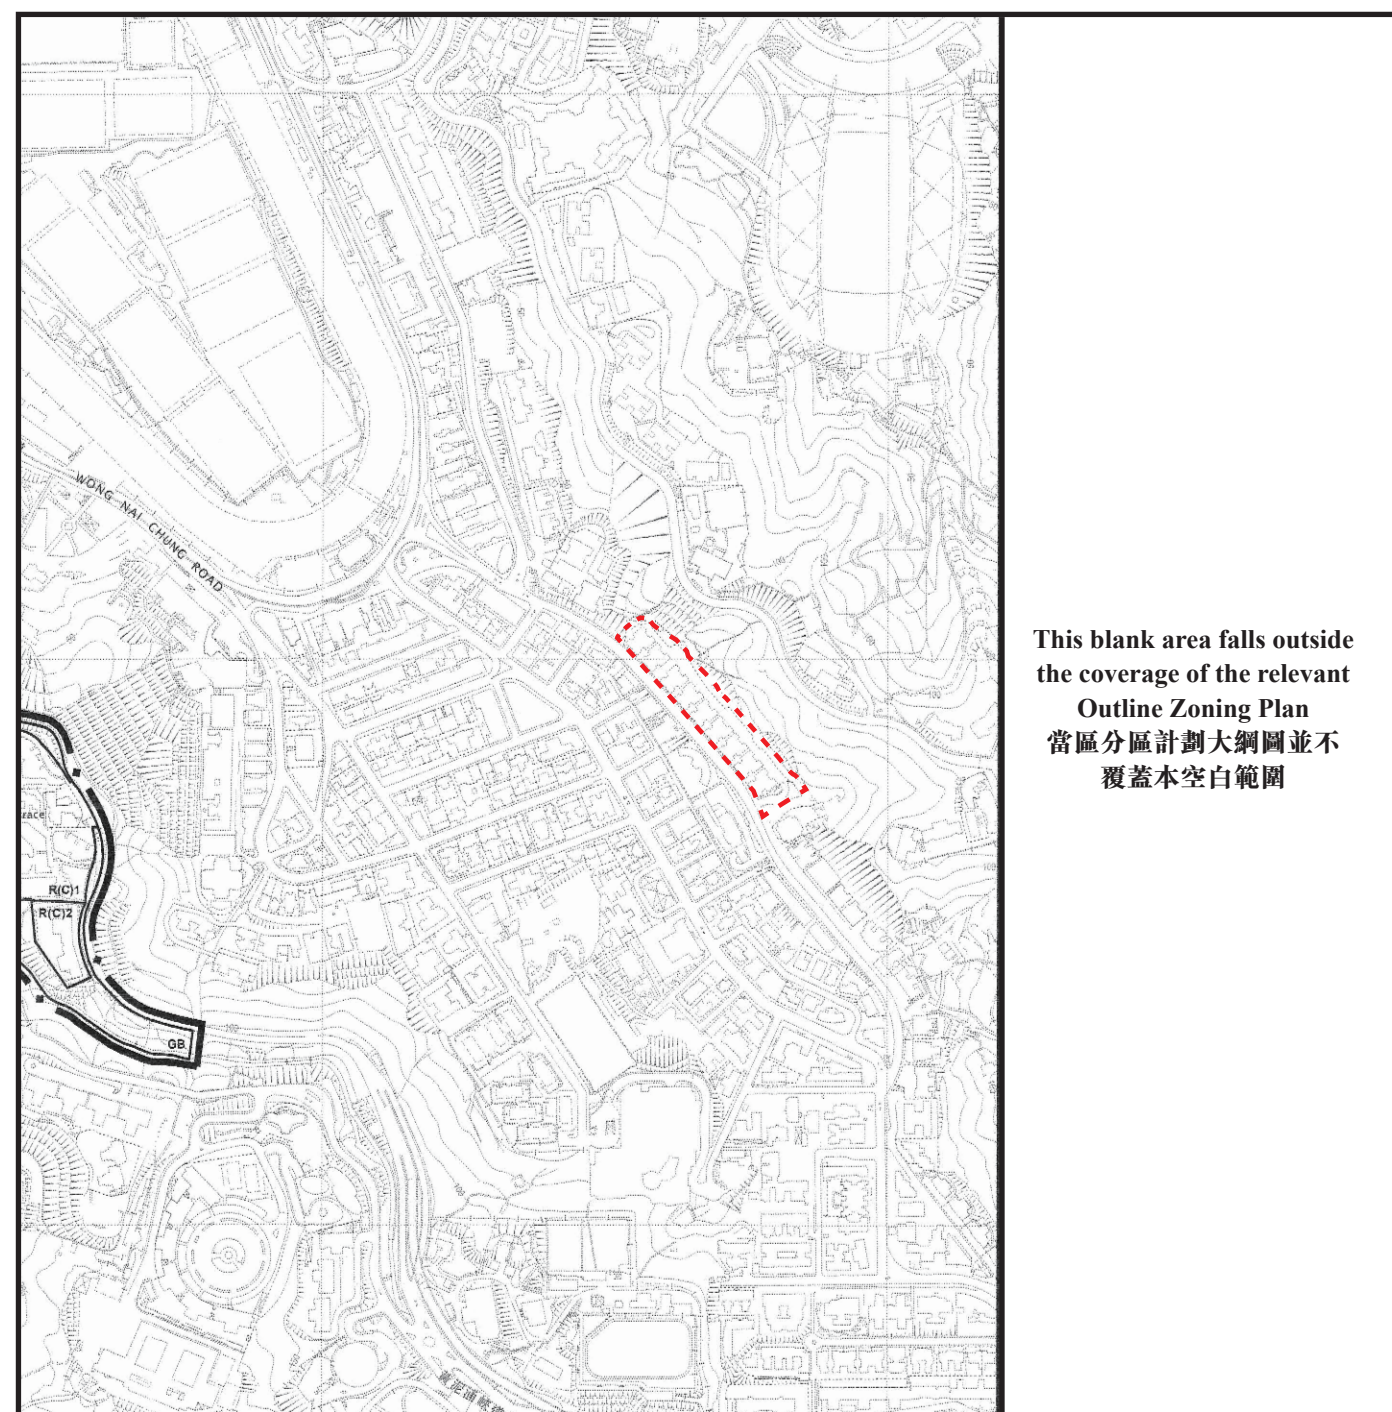 WONG NAI CHUNG ROAD
race
R(C)1
R(C)2
GB
This blank area falls outside
the coverage of the relevant
Outline Zoning Plan
當區分區計劃大綱圖並不
覆蓋本空白範圍